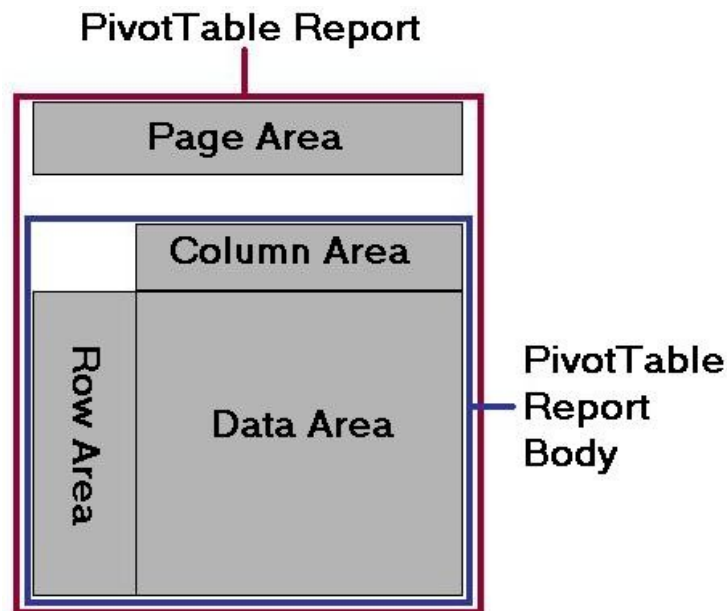 PivotTable Report
Page Area
Column Area
Row Area
Data Area
PivotTable
Report
Body